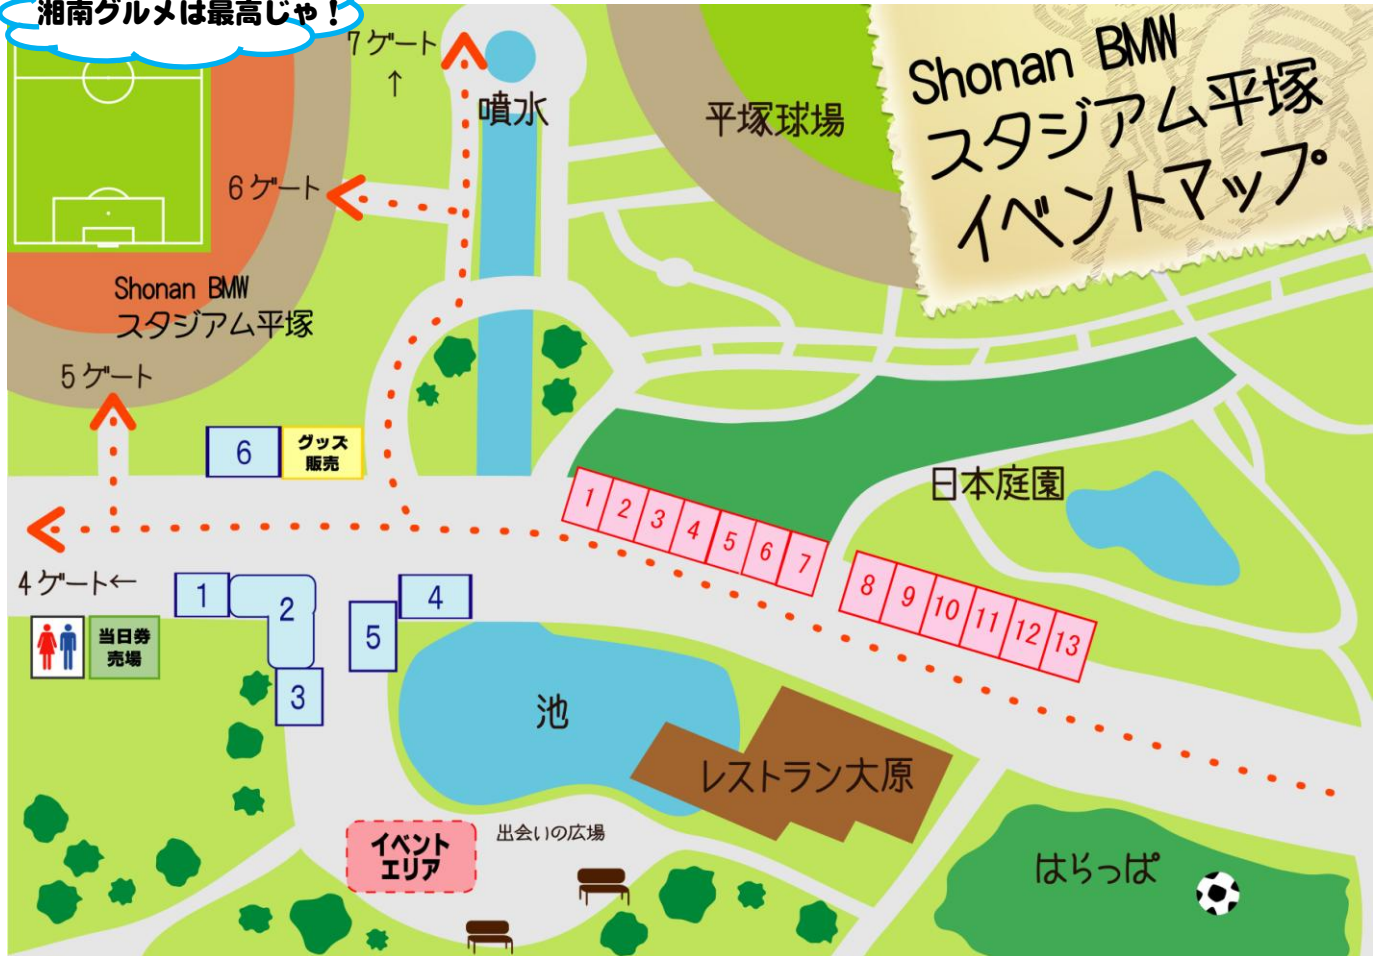 湘南グルメは最高じゃ！
Shonan BMW
スタジアム平塚
イベントマップ
7ゲート
↑
噴水
平塚球場
6ゲート
Shonan BMW
スタジアム平塚
5ゲート
6
グッズ
販売
日本庭園
1
2
3
4
5
6
7
8
9
10
11
12
13
4ゲート←
当日券
売場
1
2
3
4
5
池
レストラン大原
イベント
エリア
出会いの広場
はらっぱ